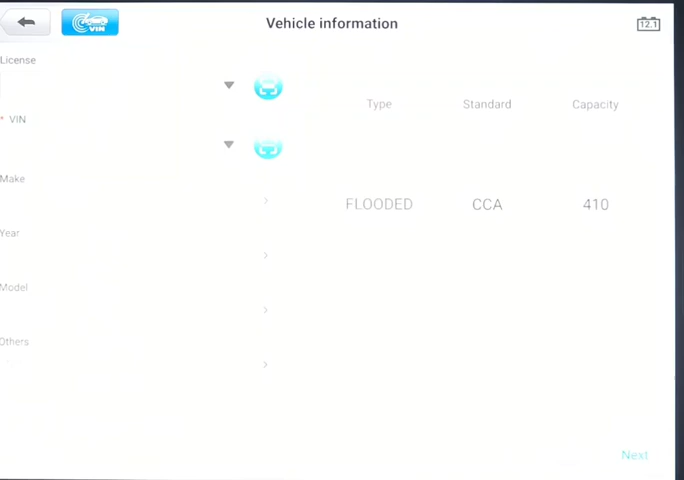 VIN
Vehicle information
12.1
License
Type Standard Capacity
* VIN
Make
FLOODED CCA 410
Year
Model
Others
Next